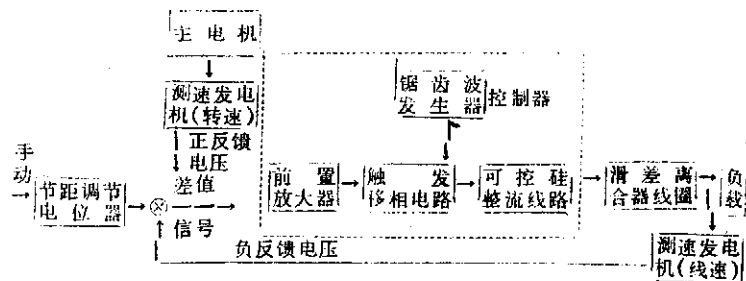 主电机
测速发电
机(转速)
正反馈
电压
手动
节距调节
电位器
差值
信号
锯齿波
发生器
控制器
前置
放大器
触发
移相电路
可控硅
整流线路
滑差离
合器线圈
负
线
测速发电
机(线速)
负反馈电压